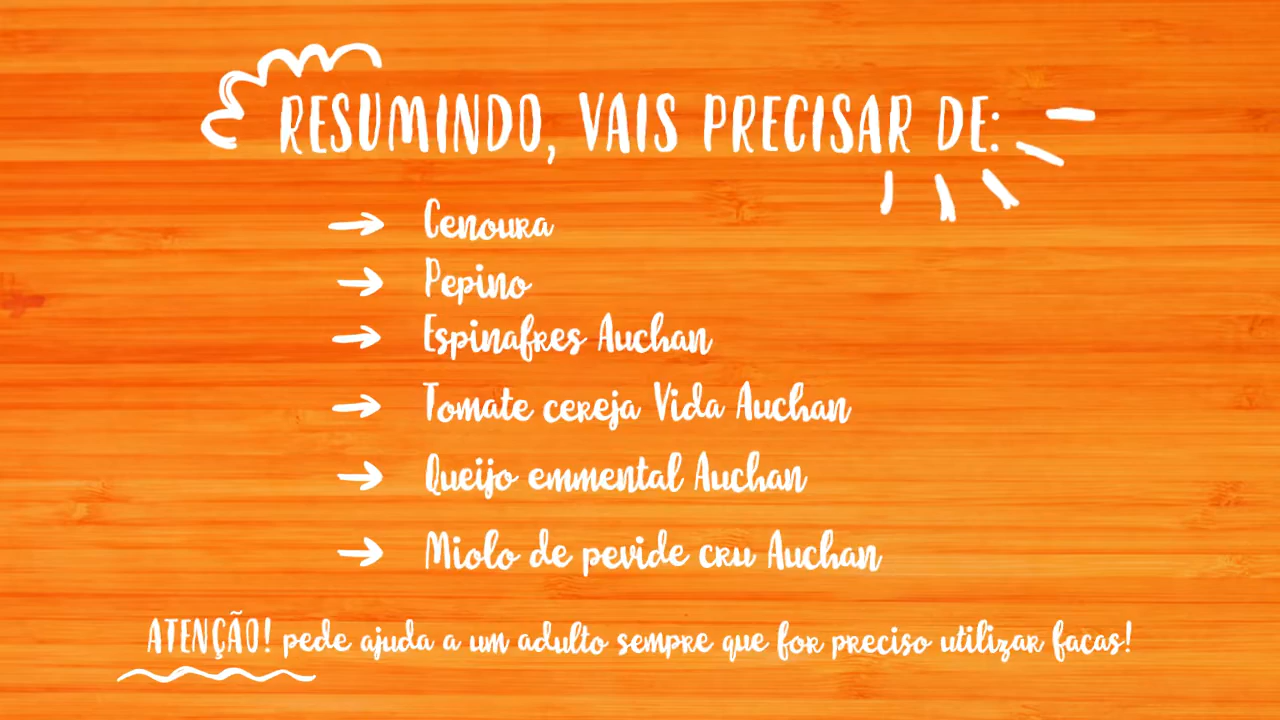 RESUMINDO, VAIS PRECISAR DE:
→ Cenoura
→ Pepino
→ Espinafres Auchan
→ Tomate cereja Vida Auchan
→ Queijo emmental Auchan
→ Miolo de pevide cru Auchan
ATENÇÃO! pede ajuda a um adulto sempre que for preciso utilizar facas!